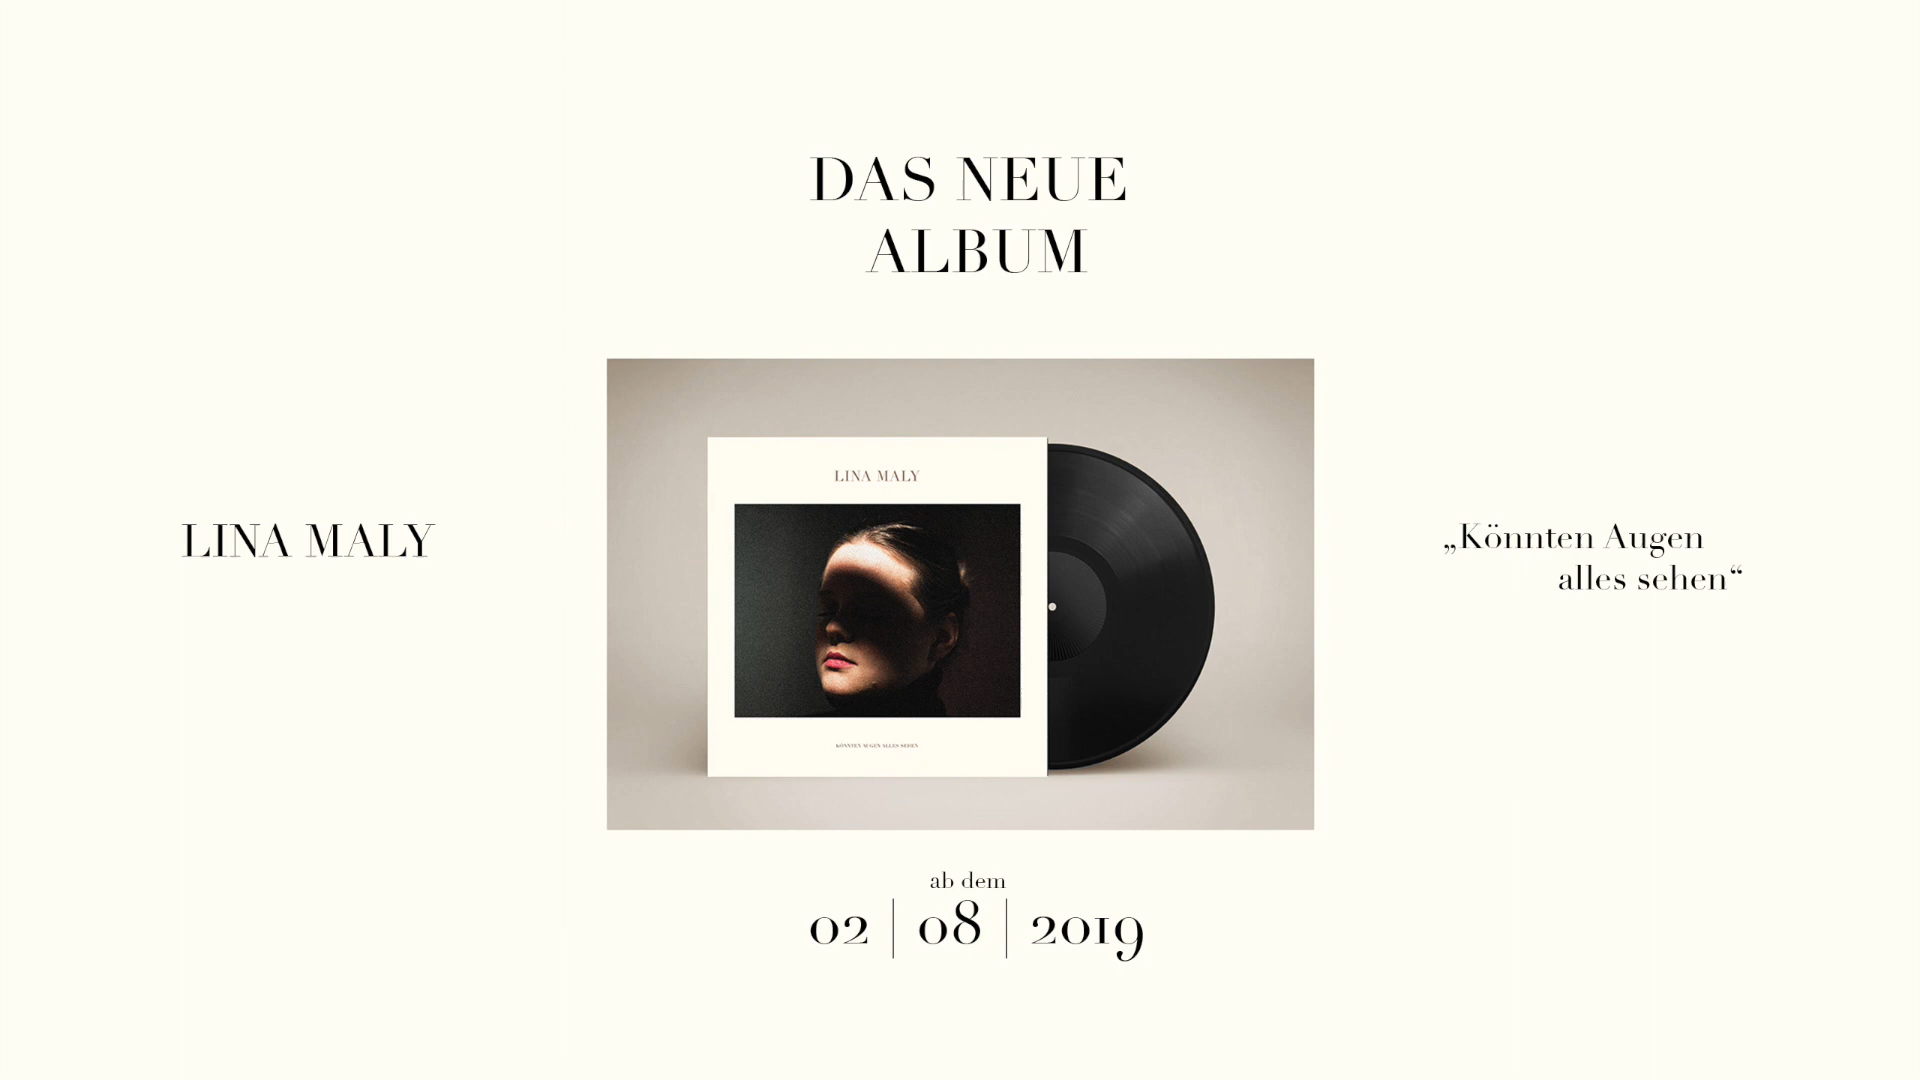 DAS NEUE
ALBUM
LINA MALY
LINA MALY
KÖNNTEN AUGEN ALLES SEHEN
„Könnten Augen
alles sehen“
ab dem
02 | 08 | 2019